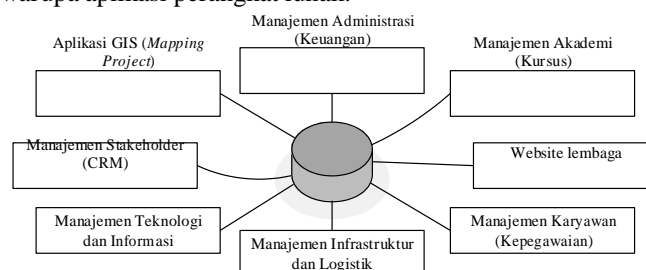 Manajemen Administrasi
(Keuangan)
Aplikasi GIS (Mapping
Project)
Manajemen Akademi
(Kursus)
Manajemen Stakeholder
(CRM)
Website lembaga
Manajemen Teknologi
dan Informasi
Manajemen Infrastruktur
dan Logistik
Manajemen Karyawan
(Kepegawaian)